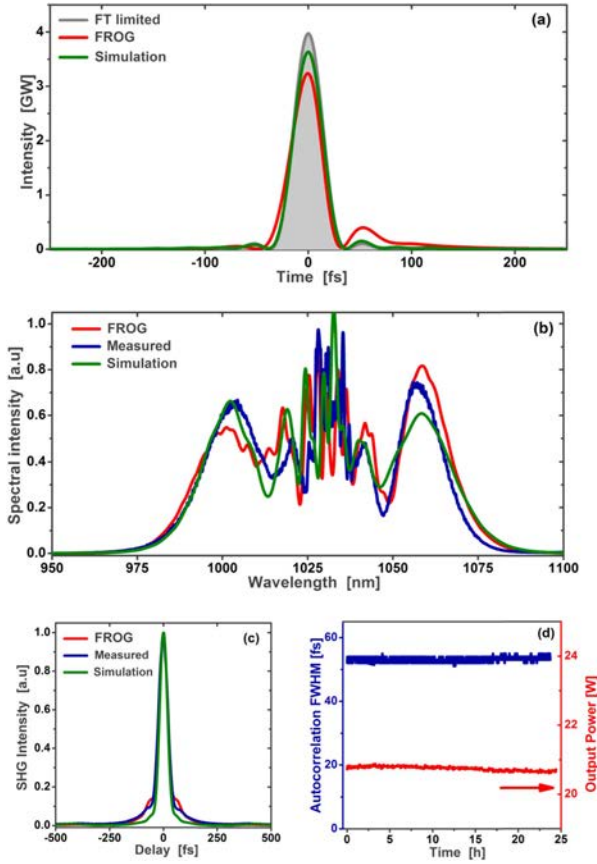 FT limited
FROG
Simulation
(a)
4
3
2
1
0
Intensity [GW]
-200 -100 0 100 200
Time [fs]
FROG
Measured
Simulation
(b)
1.0
0.8
0.6
0.4
0.2
0.0
Spectral intensity [a.u]
950 975 1000 1025 1050 1075 1100
Wavelength [nm]
FROG
Measured
Simulation
(c)
1.0
0.8
0.6
0.4
0.2
0.0
SHG Intensity [a.u]
-500 -250 0 250 500
Delay [fs]
(d)
60
40
20
0
Autocorrelation FWHM [fs]
24
22
21
20
Output Power [W]
0 5 10 15 20 25
Time [h]